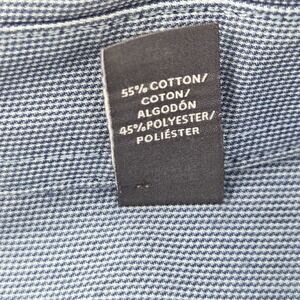 55% COTTON/
COTON/
ALGODÓN
45%POLYESTER/
POLIÉSTER